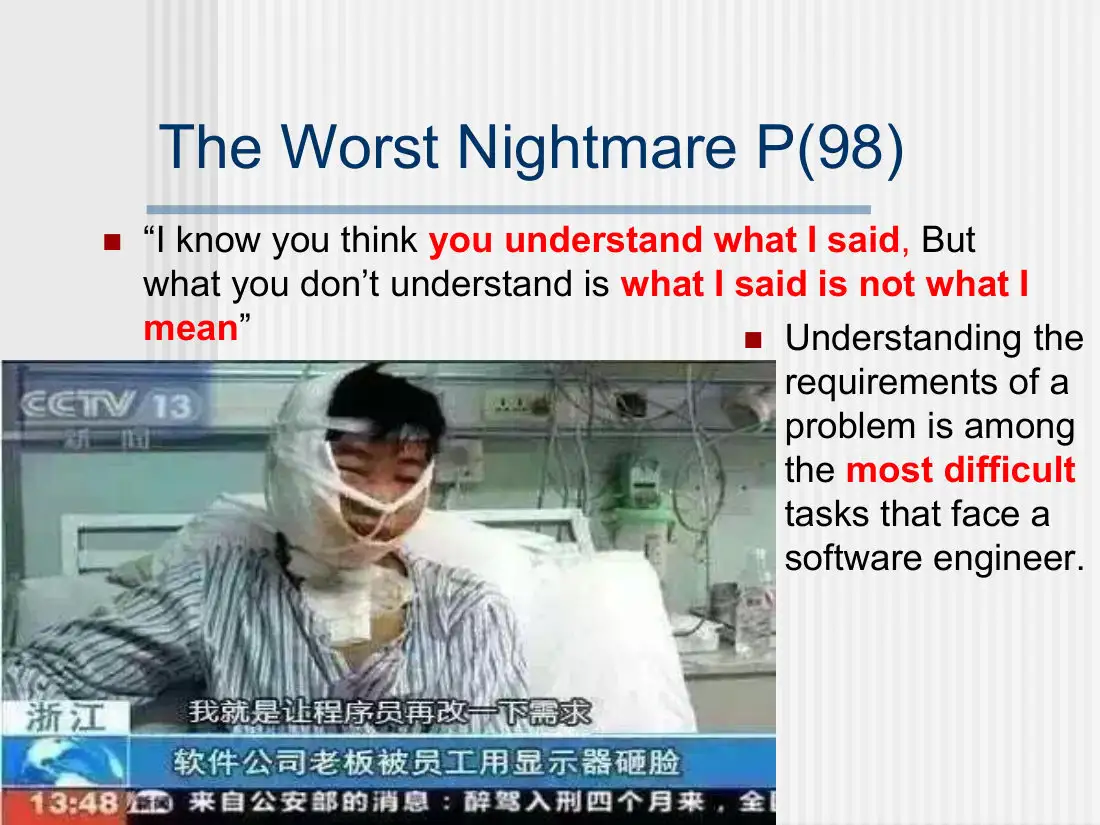 The Worst Nightmare P(98)
“I know you think you understand what I said, But
what you don’t understand is what I said is not what I
mean”
Understanding the
requirements of a
problem is among
the most difficult
tasks that face a
software engineer.
CCTV 13
新闻
我就是让程序员再改一下需求
浙江
软件公司老板被员工用显示器砸脸
13:48 新闻 来自公安部的消息：醉驾入刑四个月来，全